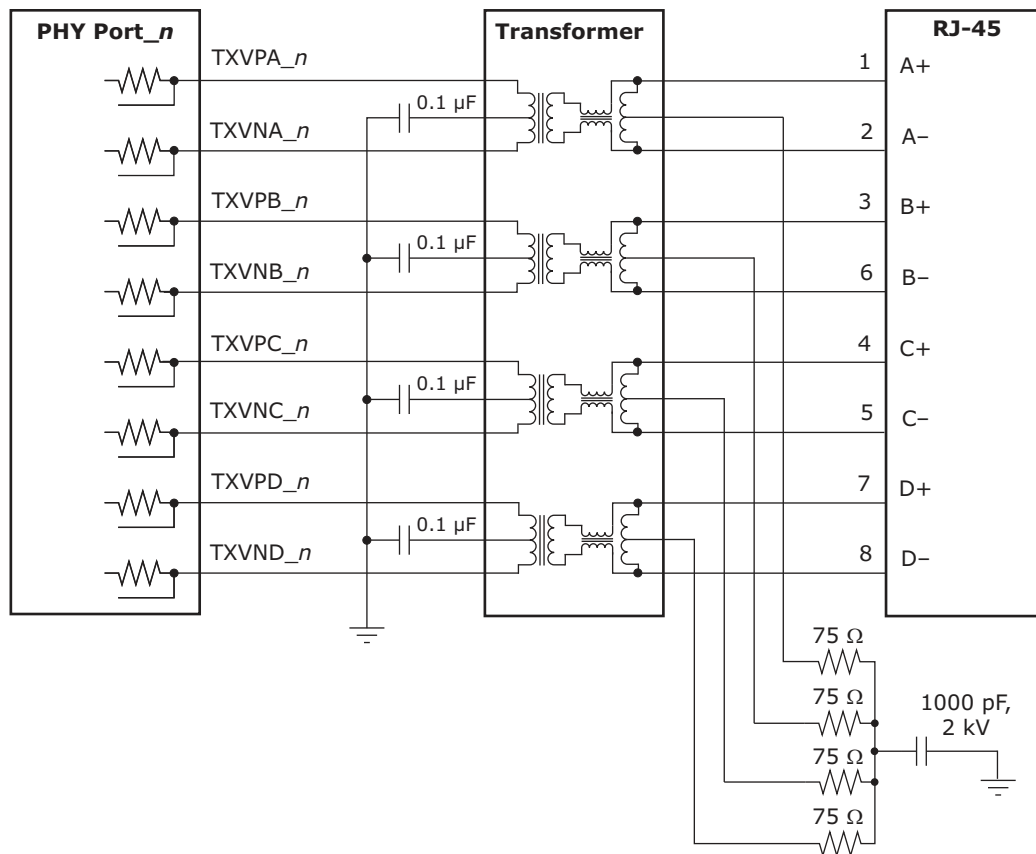 PHY Port_n
Transformer
RJ-45
TXVPA_n
1
A+
0.1 µF
TXVNA_n
2
A–
TXVPB_n
3
B+
0.1 µF
TXVNB_n
6
B–
TXVPC_n
4
C+
0.1 µF
TXVNC_n
5
C–
TXVPD_n
7
D+
0.1 µF
TXVND_n
8
D–
75 Ω
75 Ω
1000 pF,
2 kV
75 Ω
75 Ω